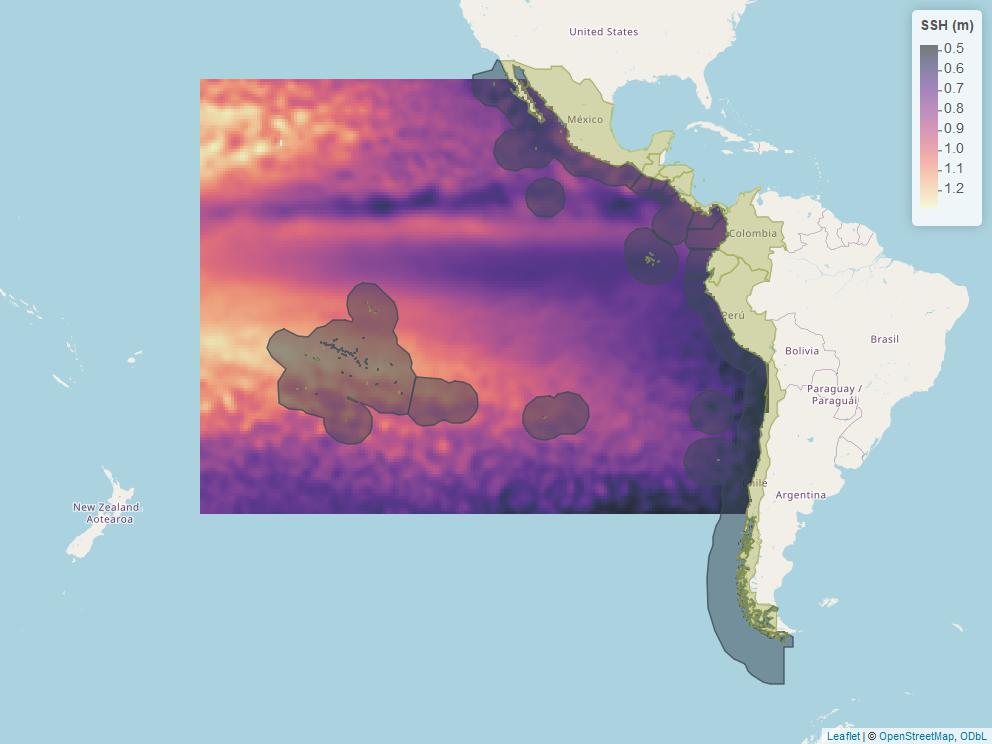 United States
SSH (m)
0.5
0.6
0.7
0.8
0.9
1.0
1.1
1.2
México
Colombia
Perú
Brasil
Bolivia
Paraguay /
Paraguái
Argentina
New Zealand
Aotearoa
Leaflet | © OpenStreetMap, ODbL